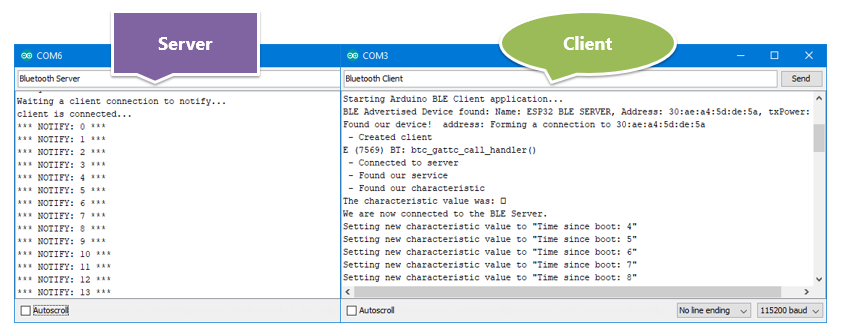 Server
Client
COM6
COM3
Bluetooth Server
Bluetooth Client
Send
Waiting a client connection to notify...
client is connected...
*** NOTIFY: 0 ***
*** NOTIFY: 1 ***
*** NOTIFY: 2 ***
*** NOTIFY: 3 ***
*** NOTIFY: 4 ***
*** NOTIFY: 5 ***
*** NOTIFY: 6 ***
*** NOTIFY: 7 ***
*** NOTIFY: 8 ***
*** NOTIFY: 9 ***
*** NOTIFY: 10 ***
*** NOTIFY: 11 ***
*** NOTIFY: 12 ***
*** NOTIFY: 13 ***
Autoscroll
Starting Arduino BLE Client application...
BLE Advertised Device found: Name: ESP32 BLE SERVER, Address: 30:ae:a4:5d:de:5a, txPower:
Found our device!  address: Forming a connection to 30:ae:a4:5d:de:5a
- Created client
E (7569) BT: btc_gattc_call_handler()
- Connected to server
- Found our service
- Found our characteristic
The characteristic value was: □
We are now connected to the BLE Server.
Setting new characteristic value to "Time since boot: 4"
Setting new characteristic value to "Time since boot: 5"
Setting new characteristic value to "Time since boot: 6"
Setting new characteristic value to "Time since boot: 7"
Setting new characteristic value to "Time since boot: 8"
Autoscroll
No line ending
115200 baud